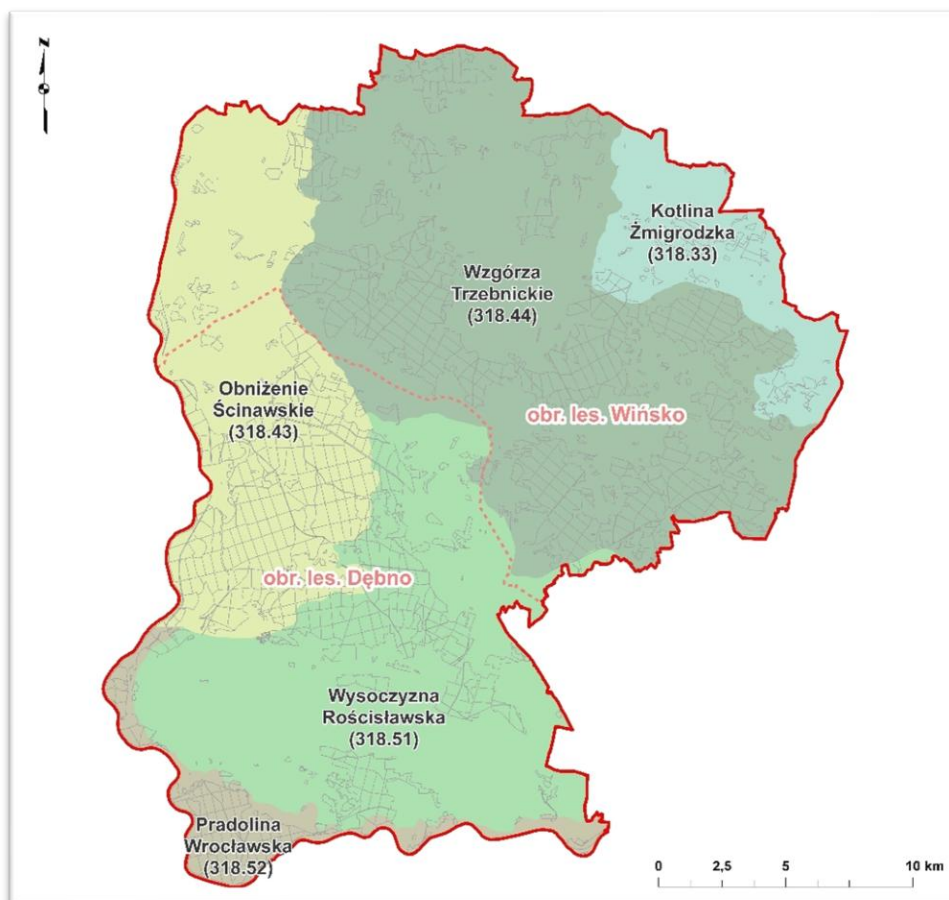 N
Kotlina
Żmigrodzka
(318.33)
Wzgórza
Trzebnickie
(318.44)
Obniżenie
Ścinawskie
(318.43)
obr. les. Wińsko
obr. les. Dębno
Wysoczyzna
Rościsławska
(318.51)
Pradolina
Wrocławska
(318.52)
0 2,5 5 10 km